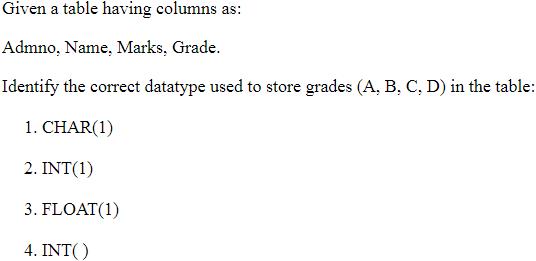 Given a table having columns as:
Admno, Name, Marks, Grade.
Identify the correct datatype used to store grades (A, B, C, D) in the table:
1. CHAR(1)
2. INT(1)
3. FLOAT(1)
4. INT( )